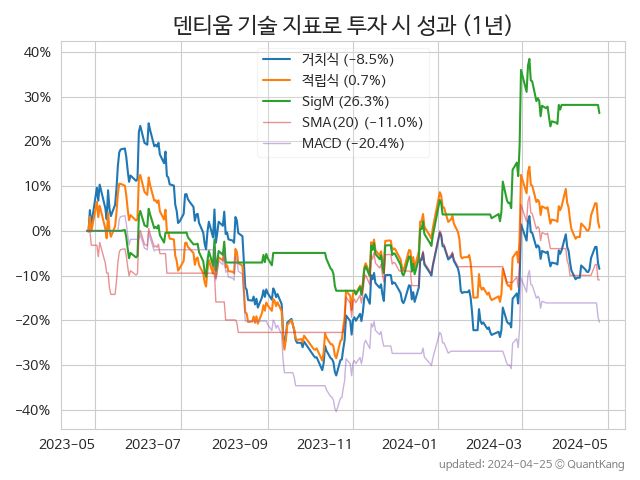 덴티움 기술 지표로 투자 시 성과 (1년)
거치식 (−8.5%)
적립식 (0.7%)
SigM (26.3%)
SMA(20) (−11.0%)
MACD (−20.4%)
40%
30%
20%
10%
0%
−10%
−20%
−30%
−40%
2023-05 2023-07 2023-09 2023-11 2024-01 2024-03 2024-05
updated: 2024-04-25 © QuantKang